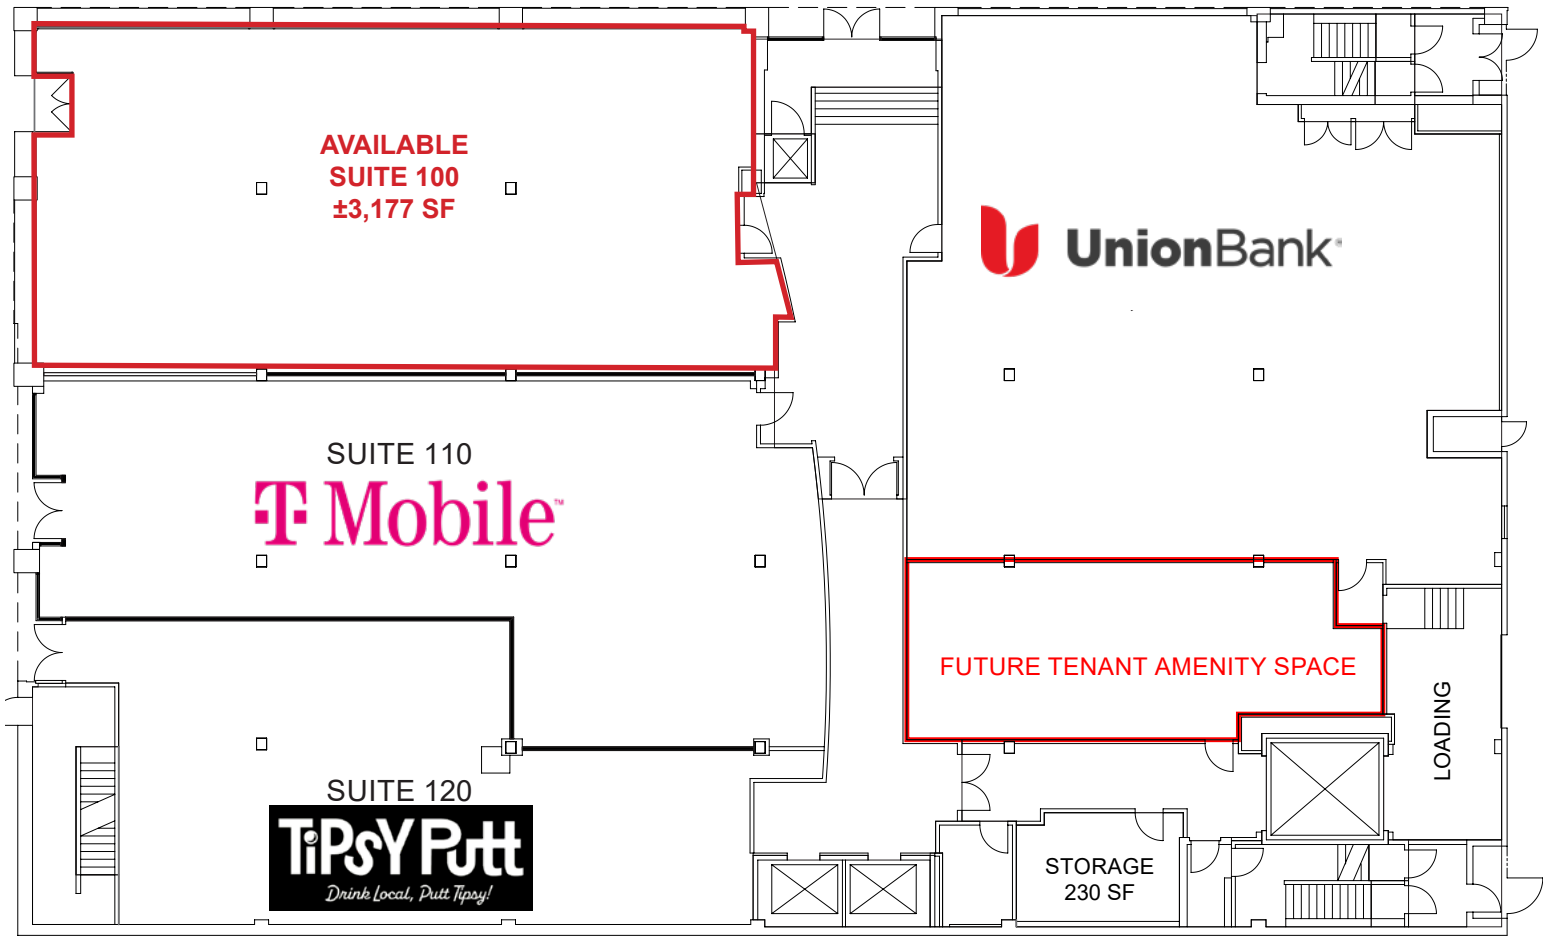 AVAILABLE
SUITE 100
±3,177 SF
UnionBank®
SUITE 110
T Mobile™
FUTURE TENANT AMENITY SPACE
LOADING
SUITE 120
TiPSY Putt
Drink Local, Putt Tipsy!
STORAGE
230 SF